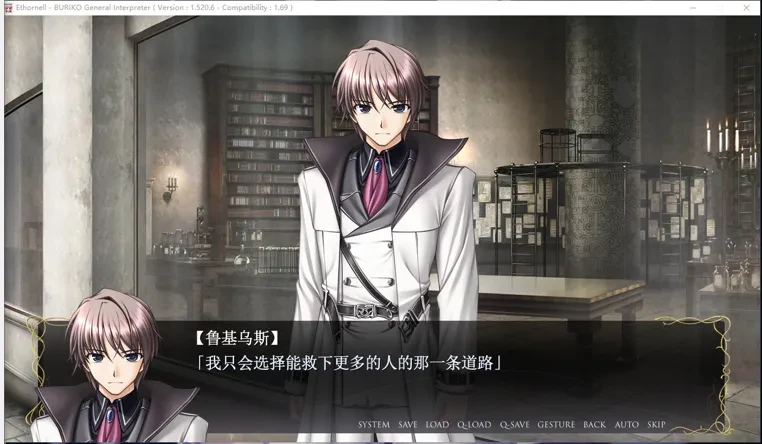 Ethornell - BURIKO General Interpreter ( Version : 1.520.6 - Compatibility : 1.69 )
【鲁基乌斯】
「我只会选择能救下更多的人的那一条道路」
SYSTEM SAVE LOAD Q-LOAD Q-SAVE GESTURE BACK AUTO SKIP